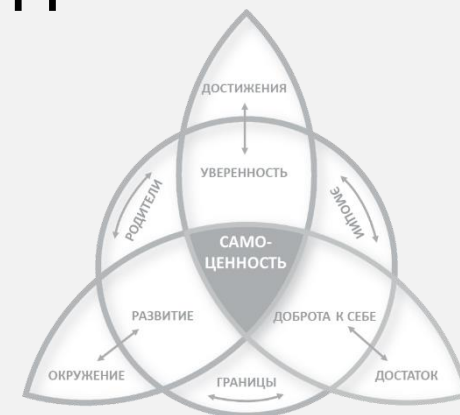 ДОСТИЖЕНИЯ
УВЕРЕННОСТЬ
РОДИТЕЛИ
ЭМОЦИИ
САМО-
ЦЕННОСТЬ
РАЗВИТИЕ
ДОБРОТА К СЕБЕ
ОКРУЖЕНИЕ
ГРАНИЦЫ
ДОСТАТОК